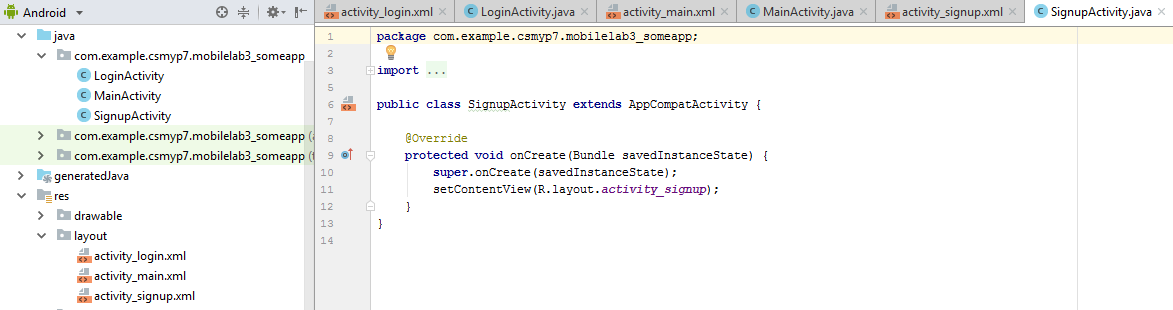 Android
java
com.example.csmyp7.mobilelab3_someapp
LoginActivity
MainActivity
SignupActivity
com.example.csmyp7.mobilelab3_someapp (
com.example.csmyp7.mobilelab3_someapp (
generatedJava
res
drawable
layout
activity_login.xml
activity_main.xml
activity_signup.xml
activity_login.xml LoginActivity.java activity_main.xml MainActivity.java activity_signup.xml SignupActivity.java
1 package com.example.csmyp7.mobilelab3_someapp;
2
3 import ...
5
6 public class SignupActivity extends AppCompatActivity {
7
8 @Override
9 protected void onCreate(Bundle savedInstanceState) {
10 super.onCreate(savedInstanceState);
11 setContentView(R.layout.activity_signup);
12 }
13 }
14